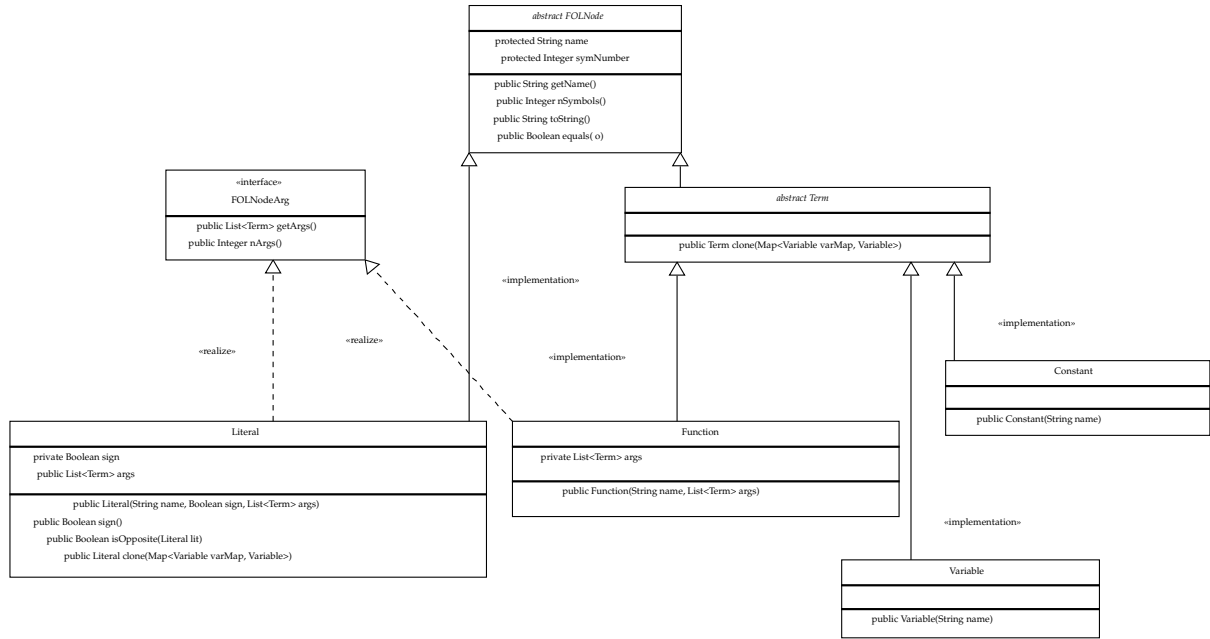 abstract FOLNode
protected String name
protected Integer symNumber
public String getName()
public Integer nSymbols()
public String toString()
public Boolean equals( o)
«interface»
FOLNodeArg
public List<Term> getArgs()
public Integer nArgs()
abstract Term
public Term clone(Map<Variable varMap, Variable>)
«implementation»
«implementation»
«realize»
«realize»
«implementation»
Constant
public Constant(String name)
Literal
private Boolean sign
public List<Term> args
public Literal(String name, Boolean sign, List<Term> args)
public Boolean sign()
public Boolean isOpposite(Literal lit)
public Literal clone(Map<Variable varMap, Variable>)
Function
private List<Term> args
public Function(String name, List<Term> args)
«implementation»
Variable
public Variable(String name)